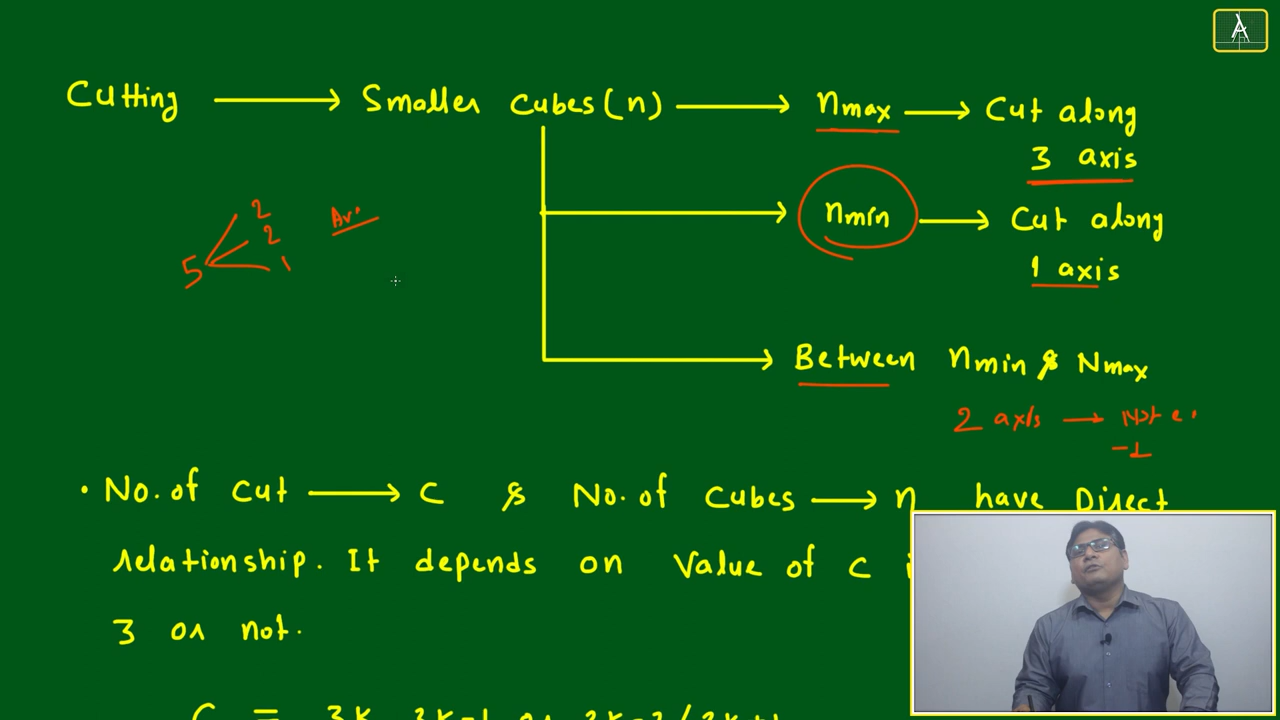 A
Cutting → Smaller cubes(n) → nmax → Cut along
3 axis
nmin → Cut along
1 axis
5 2 2 1
Between nmin & Nmax
2 axis → Not
-1
• No. of cut → C & No. of cubes → n have Direct
relationship. It depends on Value of C
3 or not.
C =